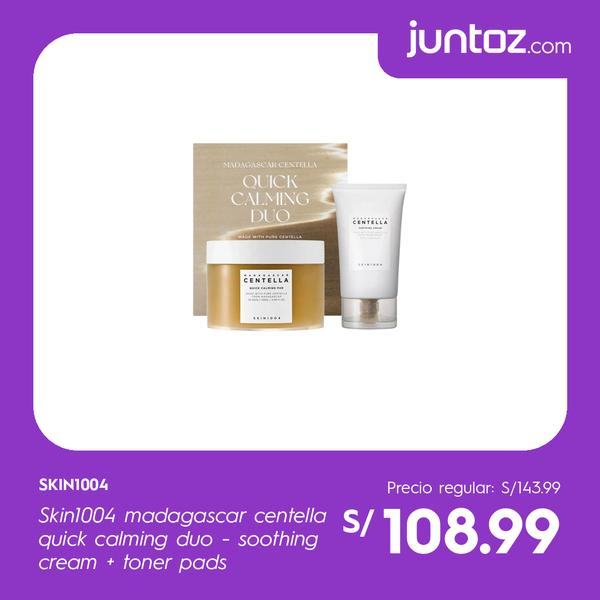 juntoz.com
MADAGASCAR CENTELLA
QUICK
CALMING
DUO
MADE WITH PURE CENTELLA
MADAGASCAR
CENTELLA
QUICK CALMING PAD
SKIN1004
MADAGASCAR
CENTELLA
SOOTHING CREAM
SKIN1004
SKIN1004
Skin1004 madagascar centella
quick calming duo - soothing
cream + toner pads
Precio regular: S/143.99
S/108.99